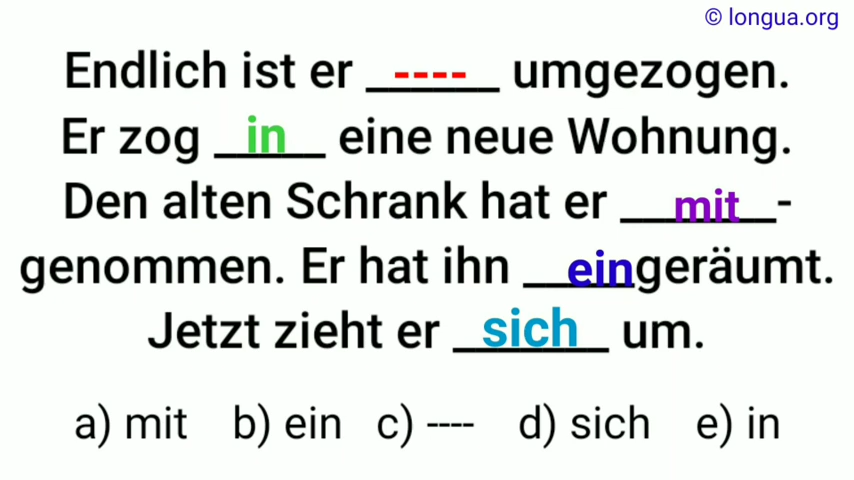 © longua.org
Endlich ist er ---- umgezogen.
Er zog in eine neue Wohnung.
Den alten Schrank hat er mit-
genommen. Er hat ihn eingeräumt.
Jetzt zieht er sich um.
a) mit b) ein c) ---- d) sich e) in